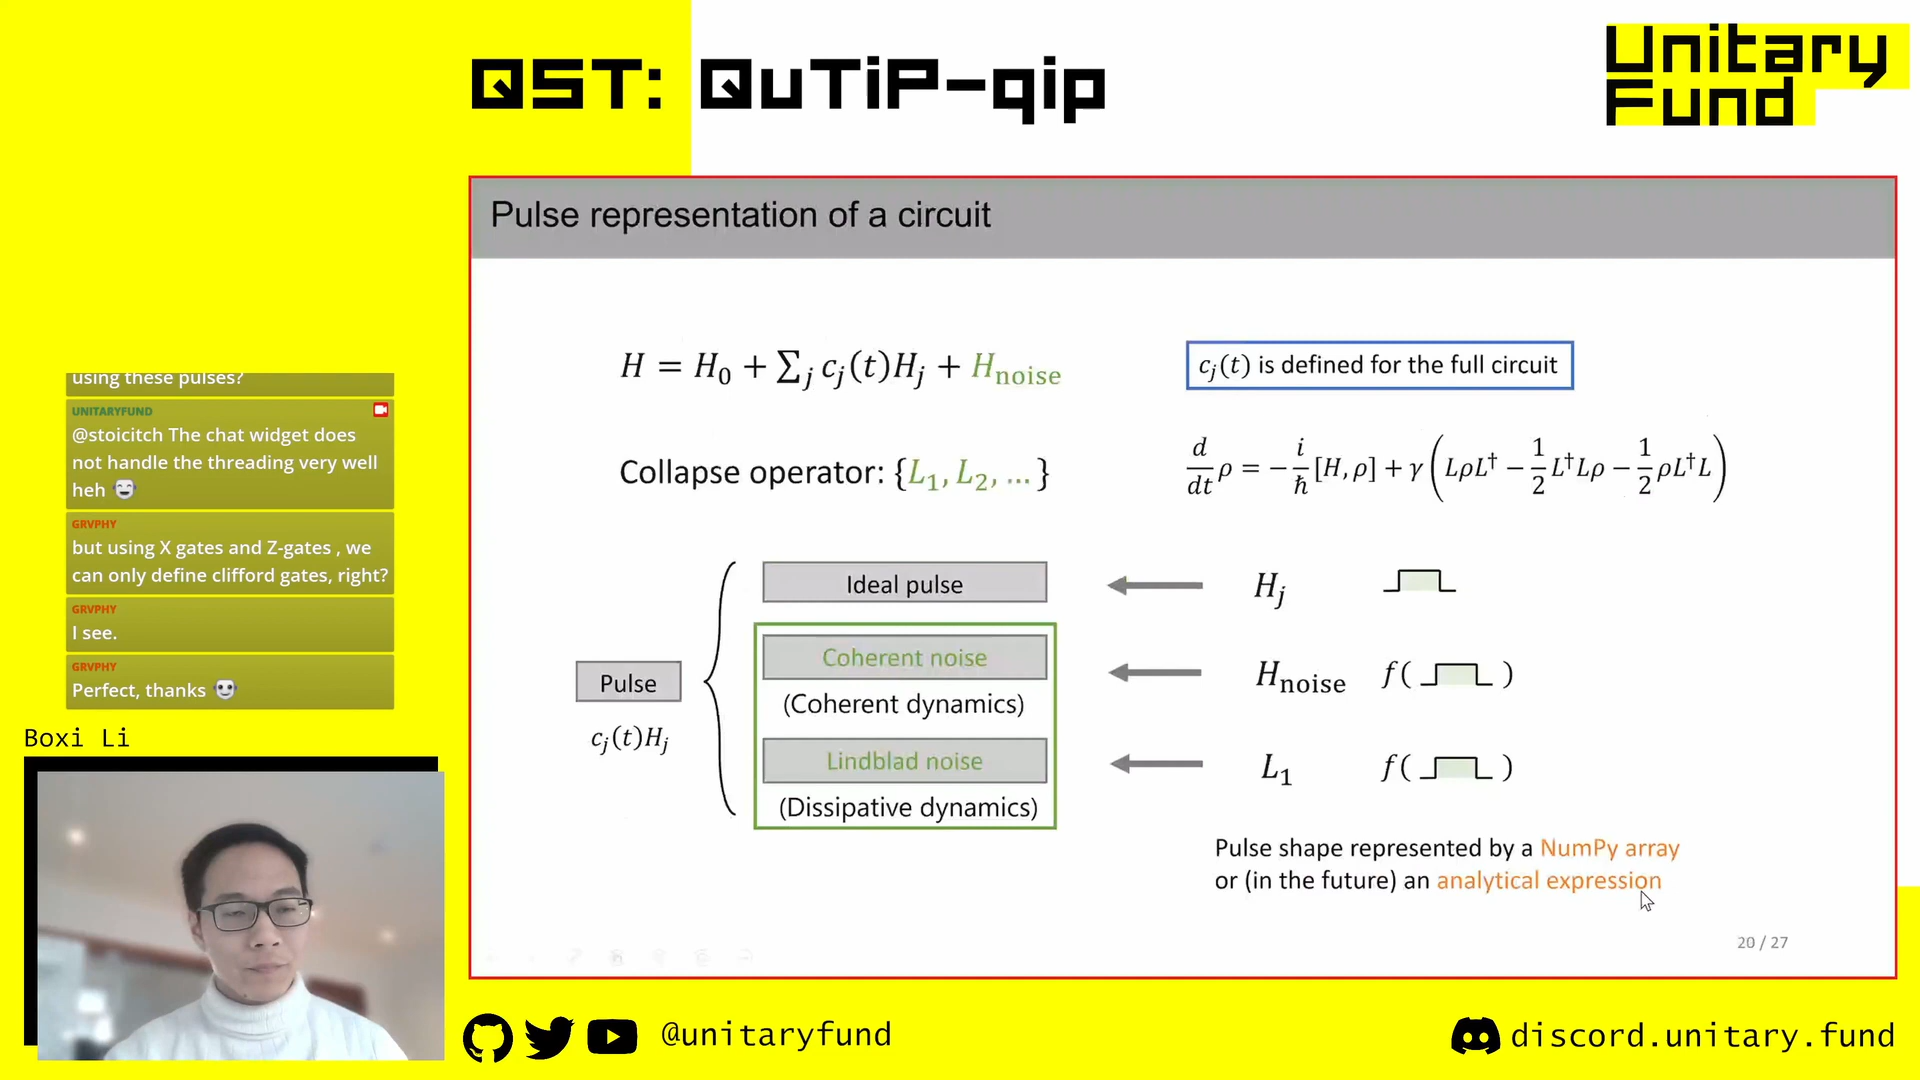 QST: QuTiP-qip
Unitary
Fund
Pulse representation of a circuit
H = H₀ + ∑ⱼ cⱼ(t)Hⱼ + H_noise
cⱼ(t) is defined for the full circuit
Collapse operator: {L₁, L₂, … }
d/dt ρ = −i/ħ [H, ρ] + γ (LρL† − 1/2 L†Lρ − 1/2 ρL†L)
Pulse
cⱼ(t)Hⱼ
Ideal pulse
Coherent noise
(Coherent dynamics)
Lindblad noise
(Dissipative dynamics)
Hⱼ
H_noise f( )
L₁ f( )
Pulse shape represented by a NumPy array
or (in the future) an analytical expression
20 / 27
using these pulses?
UNITARYFUND
@stoicitch The chat widget does
not handle the threading very well
heh
GRVPHY
but using X gates and Z-gates , we
can only define clifford gates, right?
GRVPHY
I see.
GRVPHY
Perfect, thanks
Boxi Li
@unitaryfund
discord.unitary.fund